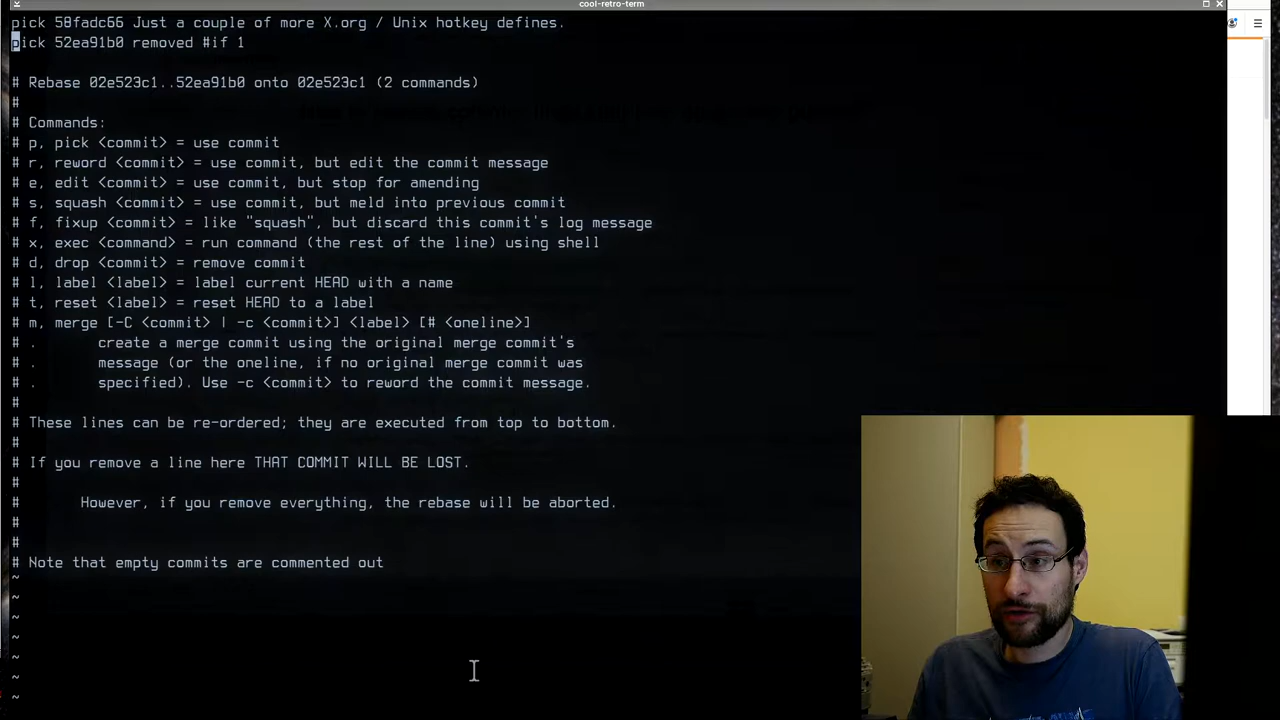 cool-retro-term
pick 58fadc66 Just a couple of more X.org / Unix hotkey defines.
pick 52ea91b0 removed #if 1
# Rebase 02e523c1..52ea91b0 onto 02e523c1 (2 commands)
#
# Commands:
# p, pick <commit> = use commit
# r, reword <commit> = use commit, but edit the commit message
# e, edit <commit> = use commit, but stop for amending
# s, squash <commit> = use commit, but meld into previous commit
# f, fixup <commit> = like "squash", but discard this commit's log message
# x, exec <command> = run command (the rest of the line) using shell
# d, drop <commit> = remove commit
# l, label <label> = label current HEAD with a name
# t, reset <label> = reset HEAD to a label
# m, merge [-C <commit> | -c <commit>] <label> [# <oneline>]
# .       create a merge commit using the original merge commit's
# .       message (or the oneline, if no original merge commit was
# .       specified). Use -c <commit> to reword the commit message.
#
# These lines can be re-ordered; they are executed from top to bottom.
#
# If you remove a line here THAT COMMIT WILL BE LOST.
#
#       However, if you remove everything, the rebase will be aborted.
#
#
# Note that empty commits are commented out
~
~
~
~
~
~
~